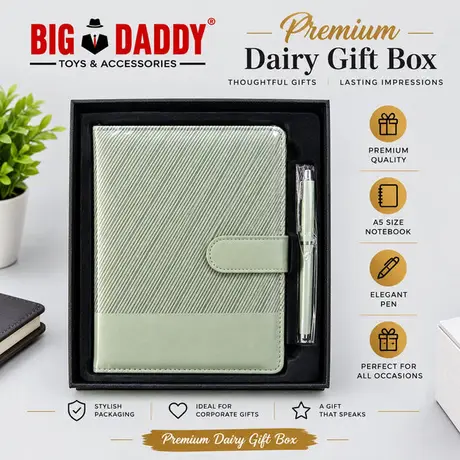 BIG DADDY®
TOYS & ACCESSORIES
Premium
Dairy Gift Box
THOUGHTFUL GIFTS | LASTING IMPRESSIONS
PREMIUM
QUALITY
A5 SIZE
NOTEBOOK
ELEGANT
PEN
PERFECT FOR
ALL OCCASIONS
STYLISH
PACKAGING
IDEAL FOR
CORPORATE GIFTS
A GIFT
THAT SPEAKS
Premium Dairy Gift Box